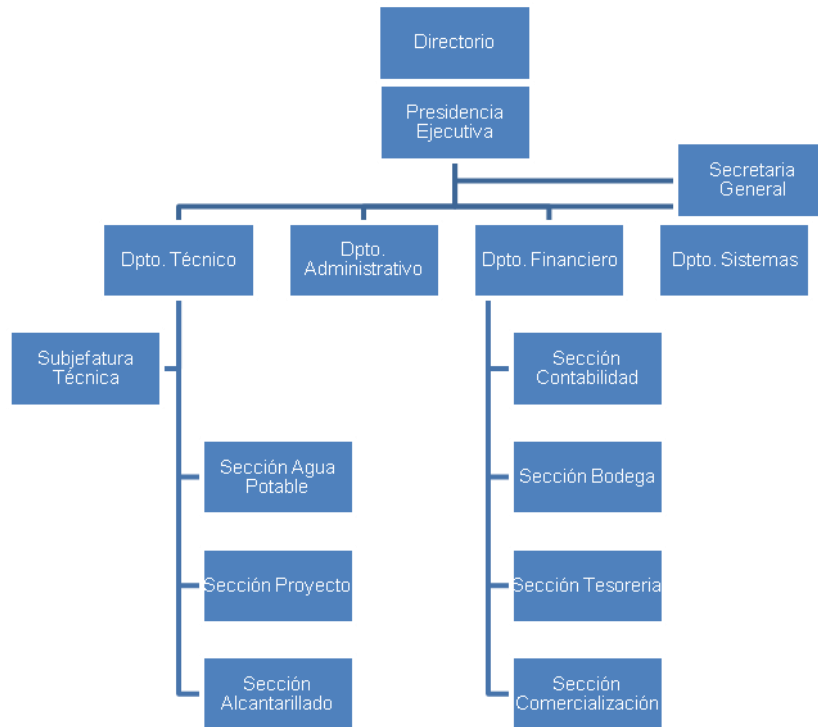 Directorio
Presidencia
Ejecutiva
Secretaria
General
Dpto. Técnico
Dpto.
Administrativo
Dpto. Financiero
Dpto. Sistemas
Subjefatura
Técnica
Sección
Contabilidad
Sección Agua
Potable
Sección Bodega
Sección Proyecto
Sección Tesoreria
Sección
Alcantarillado
Sección
Comercialización